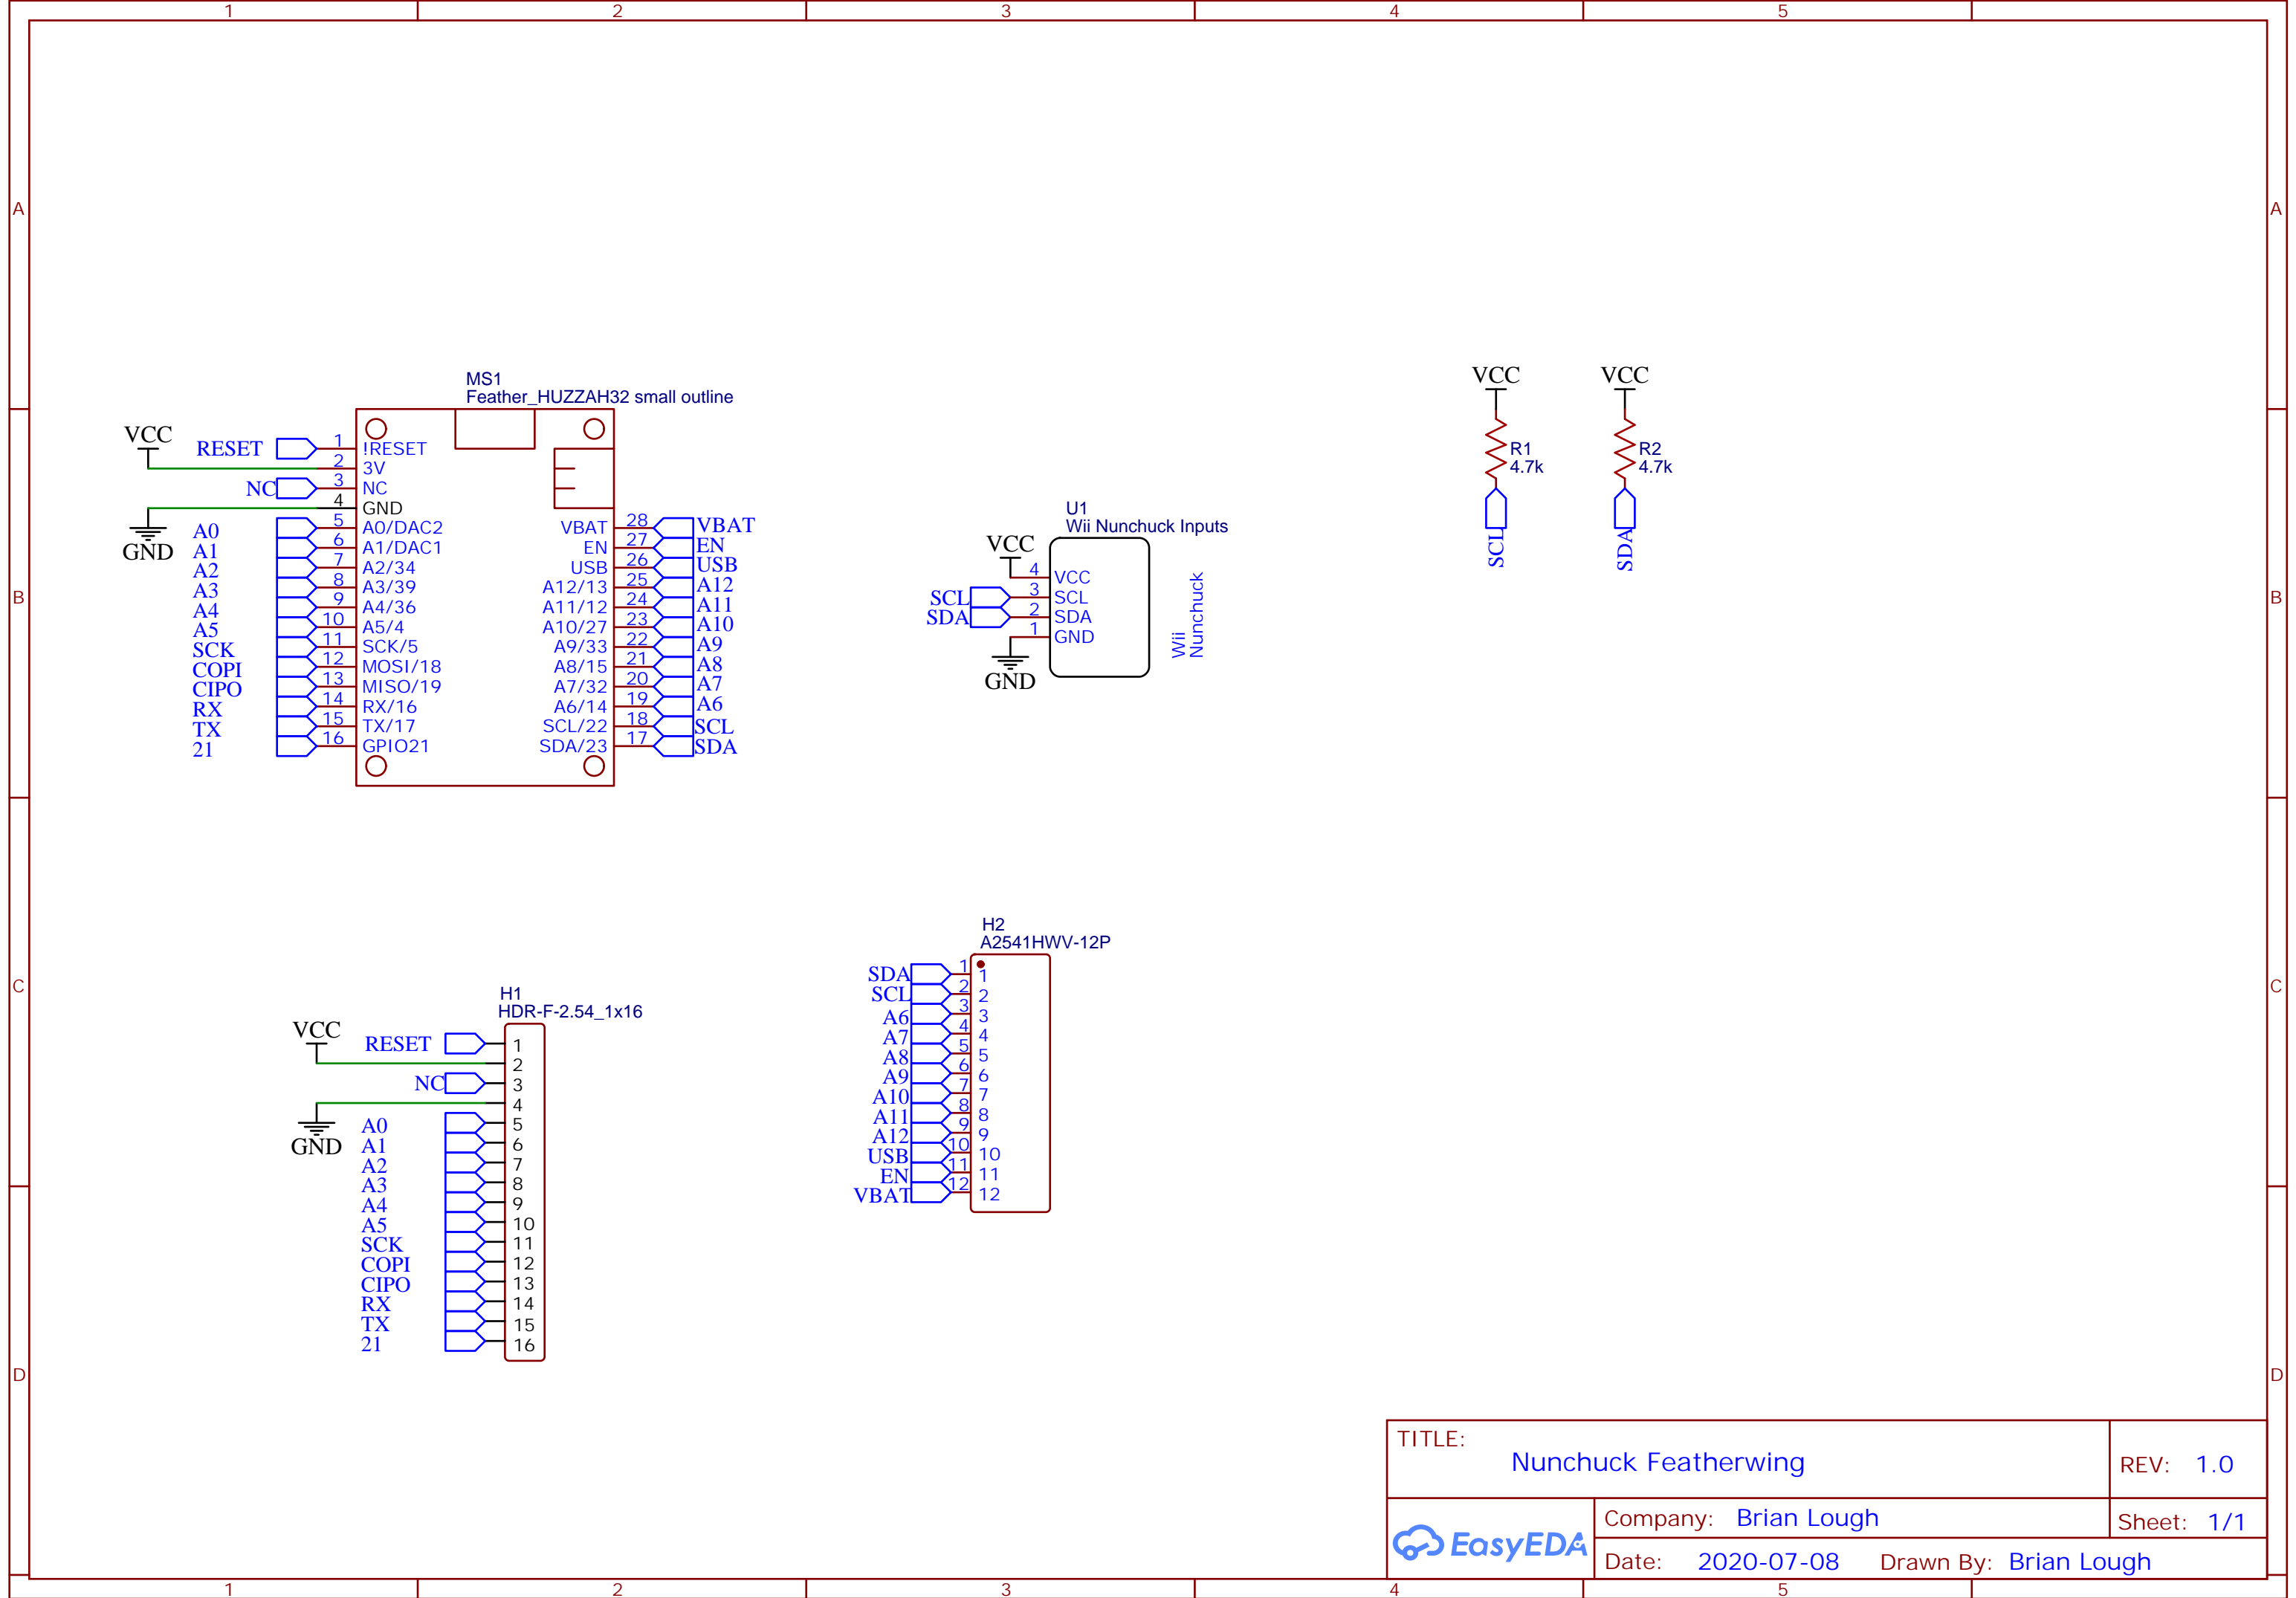 1 2 3 4 5
A A
B B
C C
D D
MS1
Feather_HUZZAH32 small outline
VCC
RESET 1 !RESET
2 3V
NC 3 NC
4 GND
GND
A0 5 A0/DAC2 VBAT 28 VBAT
A1 6 A1/DAC1 EN 27 EN
A2 7 A2/34 USB 26 USB
A3 8 A3/39 A12/13 25 A12
A4 9 A4/36 A11/12 24 A11
A5 10 A5/4 A10/27 23 A10
SCK 11 SCK/5 A9/33 22 A9
COPI 12 MOSI/18 A8/15 21 A8
CIPO 13 MISO/19 A7/32 20 A7
RX 14 RX/16 A6/14 19 A6
TX 15 TX/17 SCL/22 18 SCL
21 16 GPIO21 SDA/23 17 SDA
U1
Wii Nunchuck Inputs
VCC
4 VCC
SCL 3 SCL
SDA 2 SDA
1 GND
GND
Wii
Nunchuck
VCC VCC
R1 R2
4.7k 4.7k
SCL SDA
H1
HDR-F-2.54_1x16
VCC
RESET 1
2
NC 3
4
GND
A0 5
A1 6
A2 7
A3 8
A4 9
A5 10
SCK 11
COPI 12
CIPO 13
RX 14
TX 15
21 16
H2
A2541HWV-12P
SDA 1 1
SCL 2 2
A6 3 3
A7 4 4
A8 5 5
A9 6 6
A10 7 7
A11 8 8
A12 9 9
USB 10 10
EN 11 11
VBAT 12 12
TITLE:
Nunchuck Featherwing
REV: 1.0
EasyEDA
Company: Brian Lough
Sheet: 1/1
Date: 2020-07-08 Drawn By: Brian Lough
1 2 3 4 5